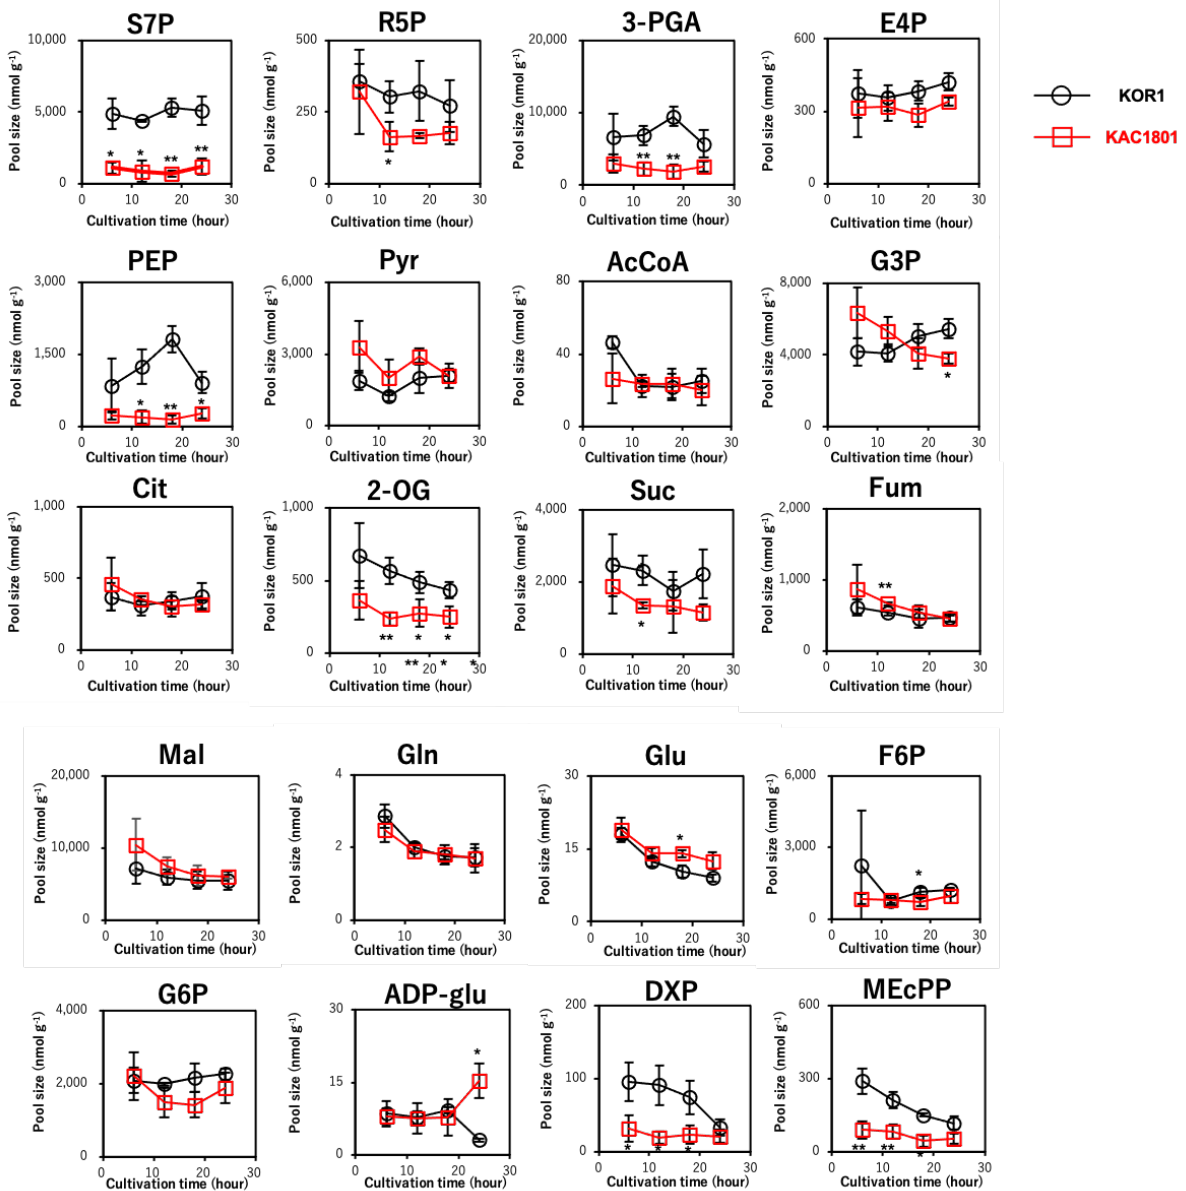 S7P
R5P
3-PGA
E4P
Pool size (nmol g⁻¹)
10,000
5,000
0
0 10 20 30
Cultivation time (hour)
* * ** **
Pool size (nmol g⁻¹)
500
250
0
0 10 20 30
Cultivation time (hour)
*
Pool size (nmol g⁻¹)
20,000
10,000
0
0 10 20 30
Cultivation time (hour)
** **
Pool size (nmol g⁻¹)
600
300
0
0 10 20 30
Cultivation time (hour)
KOR1
KAC1801
PEP
Pyr
AcCoA
G3P
Pool size (nmol g⁻¹)
3,000
1,500
0
0 10 20 30
Cultivation time (hour)
* ** *
Pool size (nmol g⁻¹)
6,000
3,000
0
0 10 20 30
Cultivation time (hour)
Pool size (nmol g⁻¹)
80
40
0
0 10 20 30
Cultivation time (hour)
Pool size (nmol g⁻¹)
8,000
4,000
0
0 10 20 30
Cultivation time (hour)
*
Cit
2-OG
Suc
Fum
Pool size (nmol g⁻¹)
1,000
500
0
0 10 20 30
Cultivation time (hour)
Pool size (nmol g⁻¹)
1,000
500
0
** * *
** * *
0 10 20 30
Cultivation time (hour)
Pool size (nmol g⁻¹)
4,000
2,000
0
0 10 20 30
Cultivation time (hour)
*
Pool size (nmol g⁻¹)
2,000
1,000
0
0 10 20 30
Cultivation time (hour)
**
Mal
Gln
Glu
F6P
Pool size (nmol g⁻¹)
20,000
10,000
0
0 10 20 30
Cultivation time (hour)
Pool size (nmol g⁻¹)
4
2
0
0 10 20 30
Cultivation time (hour)
Pool size (nmol g⁻¹)
30
15
0
0 10 20 30
Cultivation time (hour)
*
Pool size (nmol g⁻¹)
6,000
3,000
0
0 10 20 30
Cultivation time (hour)
*
G6P
ADP-glu
DXP
MEcPP
Pool size (nmol g⁻¹)
4,000
2,000
0
0 10 20 30
Cultivation time (hour)
Pool size (nmol g⁻¹)
30
15
0
0 10 20 30
Cultivation time (hour)
*
Pool size (nmol g⁻¹)
200
100
0
0 10 20 30
Cultivation time (hour)
* * *
Pool size (nmol g⁻¹)
600
300
0
0 10 20 30
Cultivation time (hour)
** ** *